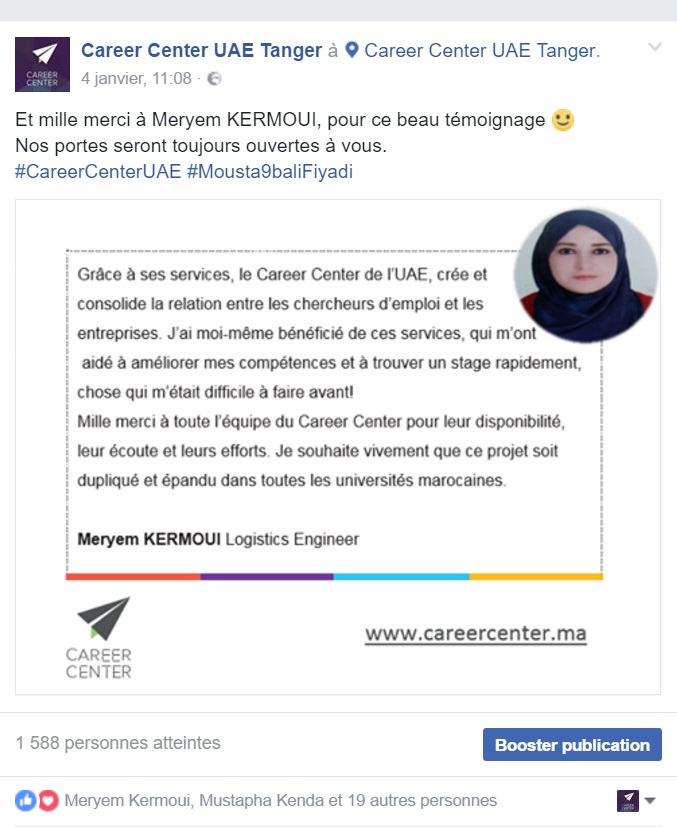 CAREER
CENTER
Career Center UAE Tanger à Career Center UAE Tanger.
4 janvier, 11:08 ·
Et mille merci à Meryem KERMOUI, pour ce beau témoignage 🙂
Nos portes seront toujours ouvertes à vous.
#CareerCenterUAE #Mousta9baliFiyadi
Grâce à ses services, le Career Center de l'UAE, crée et
consolide la relation entre les chercheurs d'emploi et les
entreprises. J'ai moi-même bénéficié de ces services, qui m'ont
aidé à améliorer mes compétences et à trouver un stage rapidement,
chose qui m'était difficile à faire avant!
Mille merci à toute l'équipe du Career Center pour leur disponibilité,
leur écoute et leurs efforts. Je souhaite vivement que ce projet soit
dupliqué et épandu dans toutes les universités marocaines.
Meryem KERMOUI Logistics Engineer
CAREER
CENTER
www.careercenter.ma
1 588 personnes atteintes
Booster publication
Meryem Kermoui, Mustapha Kenda et 19 autres personnes